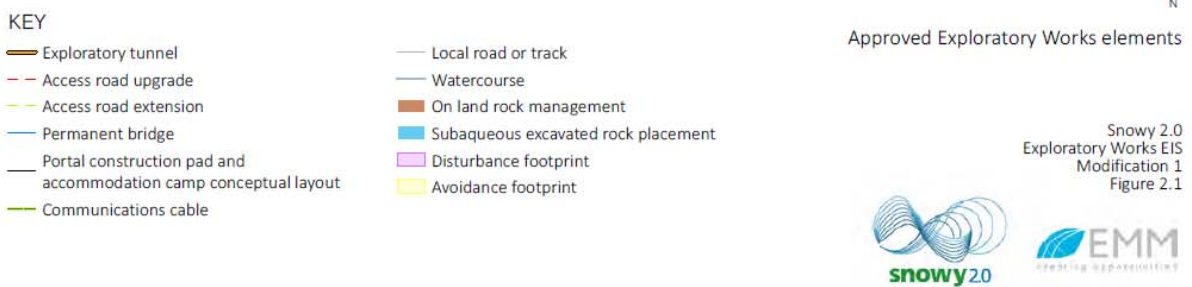 KEY
Exploratory tunnel
Access road upgrade
Access road extension
Permanent bridge
Portal construction pad and
accommodation camp conceptual layout
Communications cable
Local road or track
Watercourse
On land rock management
Subaqueous excavated rock placement
Disturbance footprint
Avoidance footprint
N
Approved Exploratory Works elements
Snowy 2.0
Exploratory Works EIS
Modification 1
Figure 2.1
snowy2.0
EMM
creating opportunities